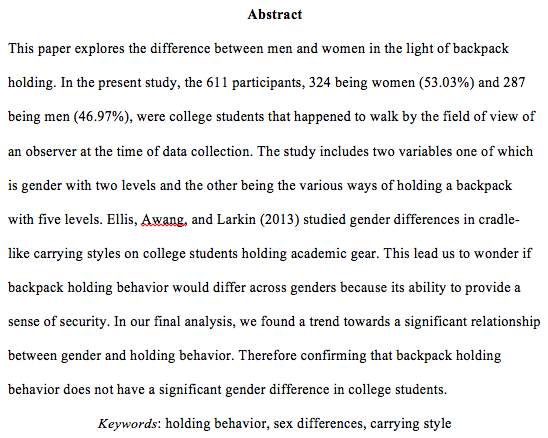 Abstract
This paper explores the difference between men and women in the light of backpack
holding. In the present study, the 611 participants, 324 being women (53.03%) and 287
being men (46.97%), were college students that happened to walk by the field of view of
an observer at the time of data collection. The study includes two variables one of which
is gender with two levels and the other being the various ways of holding a backpack
with five levels. Ellis, Awang, and Larkin (2013) studied gender differences in cradle-
like carrying styles on college students holding academic gear. This lead us to wonder if
backpack holding behavior would differ across genders because its ability to provide a
sense of security. In our final analysis, we found a trend towards a significant relationship
between gender and holding behavior. Therefore confirming that backpack holding
behavior does not have a significant gender difference in college students.
Keywords: holding behavior, sex differences, carrying style